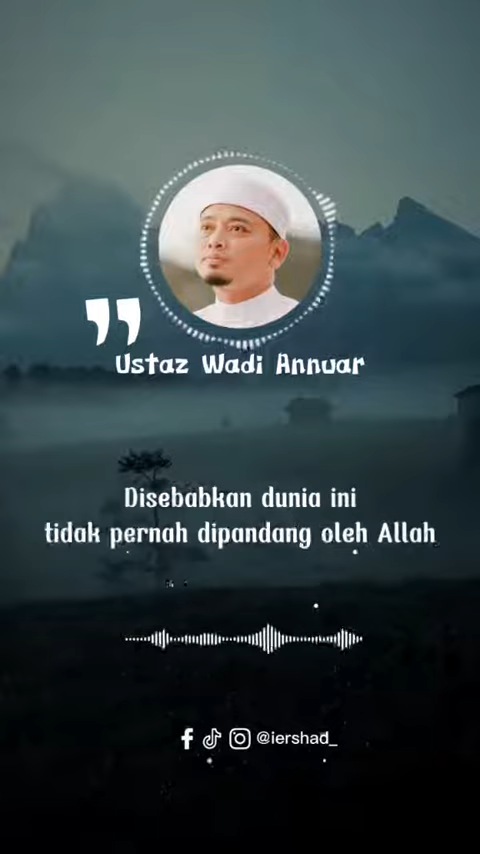 ”
Ustaz Wadi Annuar
Disebabkan dunia ini
tidak pernah dipandang oleh Allah
@iershad_